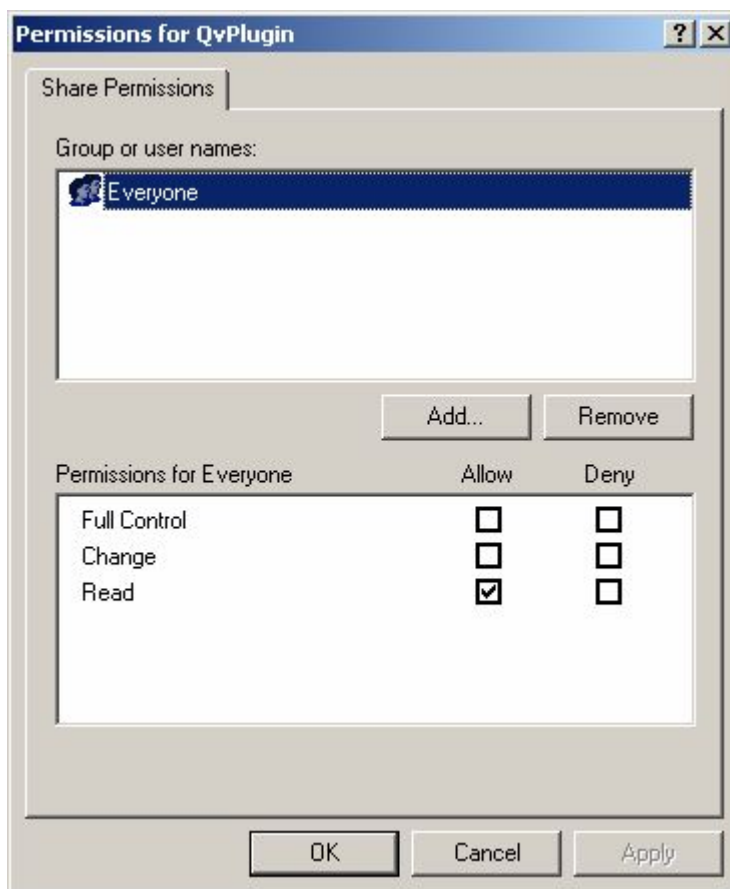 Permissions for QvPlugin
Share Permissions
Group or user names:
Everyone
Add... Remove
Permissions for Everyone Allow Deny
Full Control
Change
Read
OK Cancel Apply